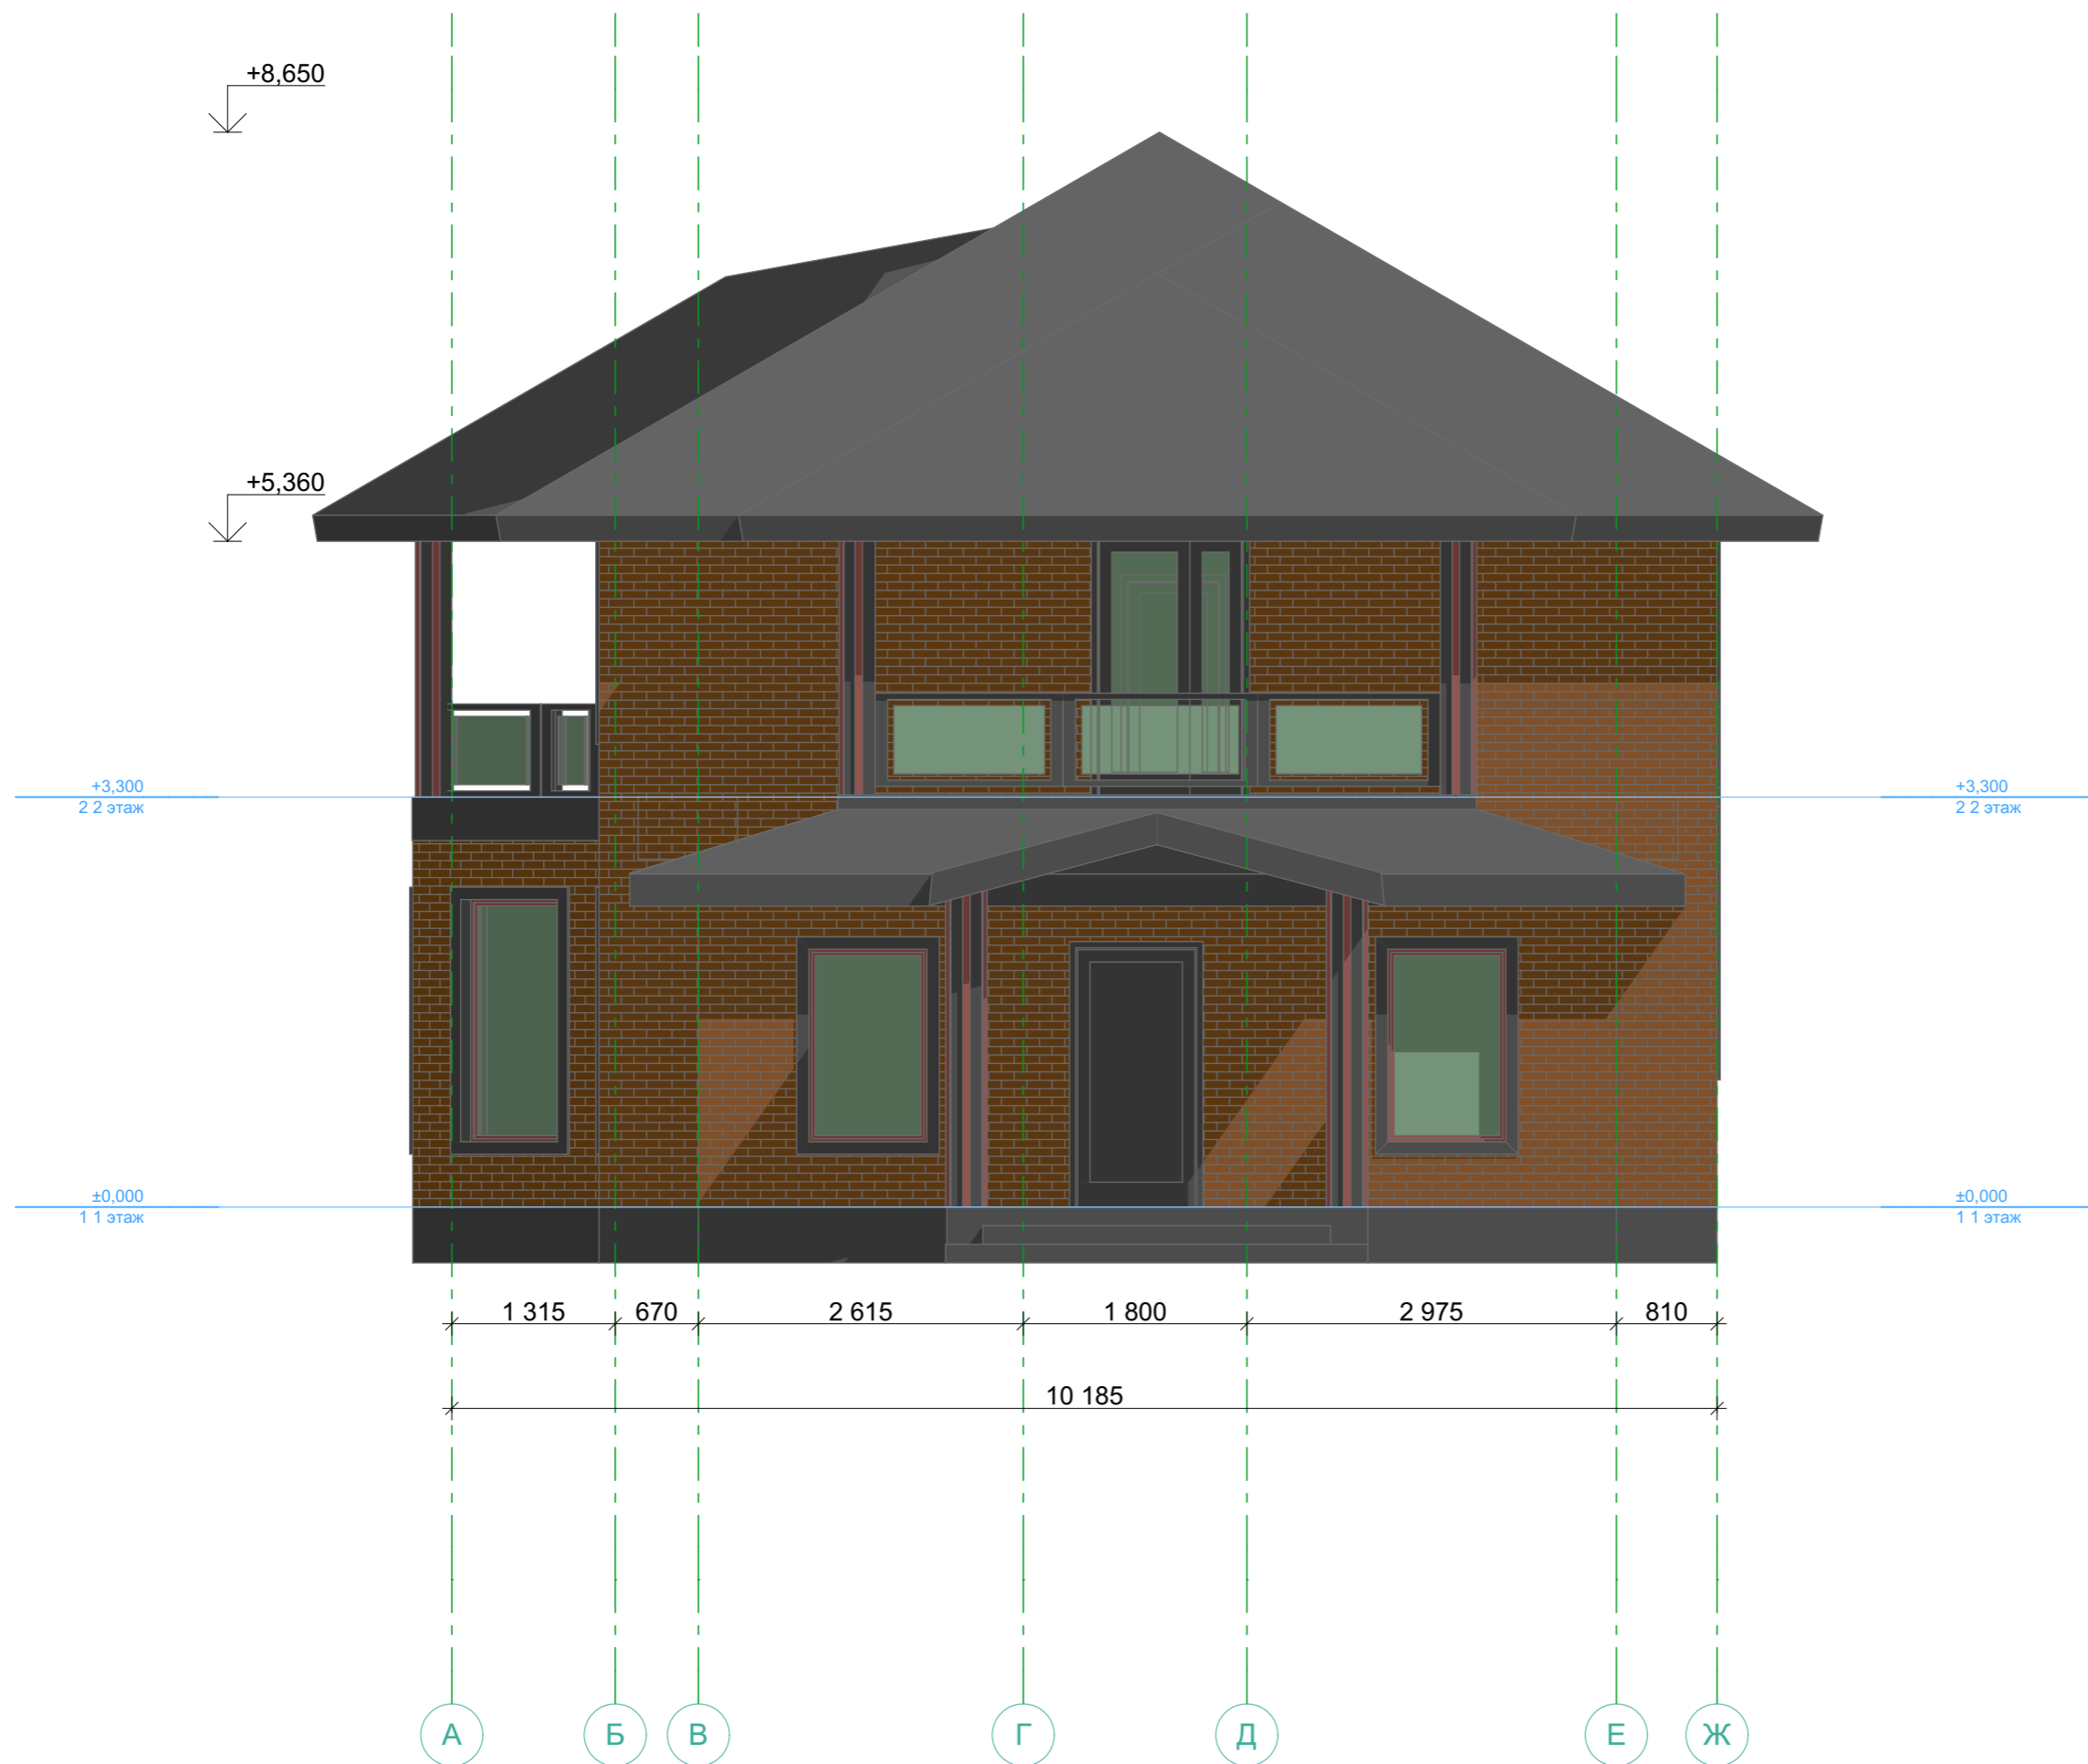 +8,650
+5,360
+3,300
2 2 этаж
+3,300
2 2 этаж
±0,000
1 1 этаж
±0,000
1 1 этаж
1 315
670
2 615
1 800
2 975
810
10 185
А
Б
В
Г
Д
Е
Ж